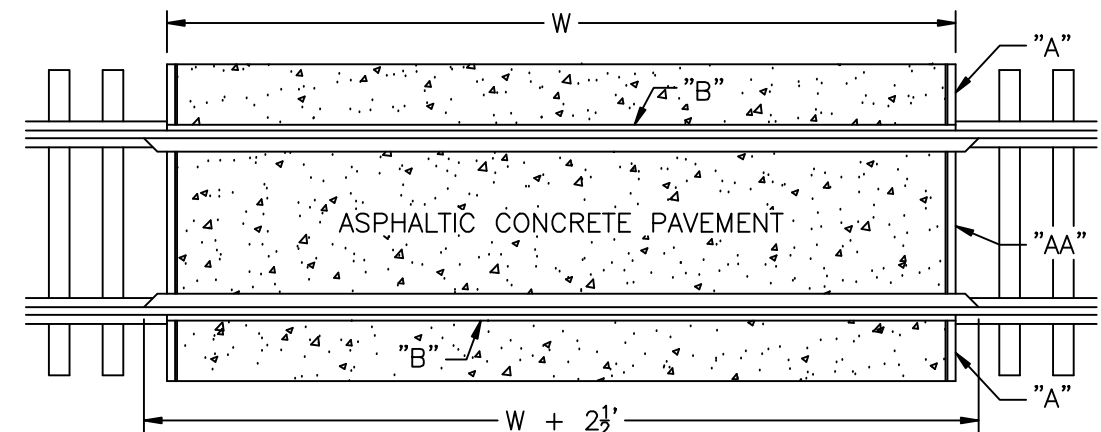 W
"A"
"B"
ASPHALTIC CONCRETE PAVEMENT
"AA"
"B"
"A"
W + 2½'